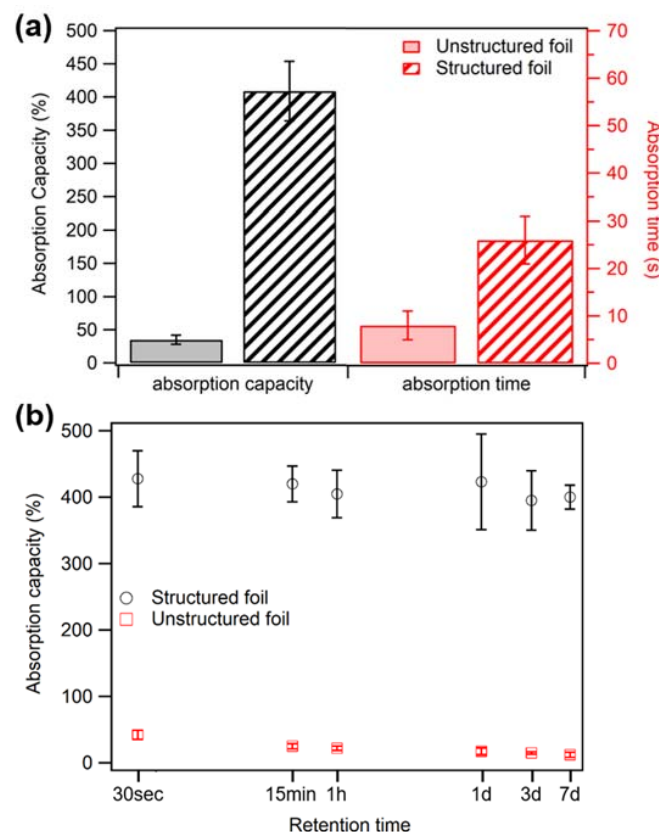 (a)
500
450
400
350
300
250
200
150
100
50
0
Absorption Capacity (%)
Unstructured foil
Structured foil
70
60
50
40
30
20
10
0
Absorption time (s)
absorption capacity
absorption time
(b)
500
400
300
200
100
0
Absorption capacity (%)
Structured foil
Unstructured foil
30sec 15min 1h 1d 3d 7d
Retention time